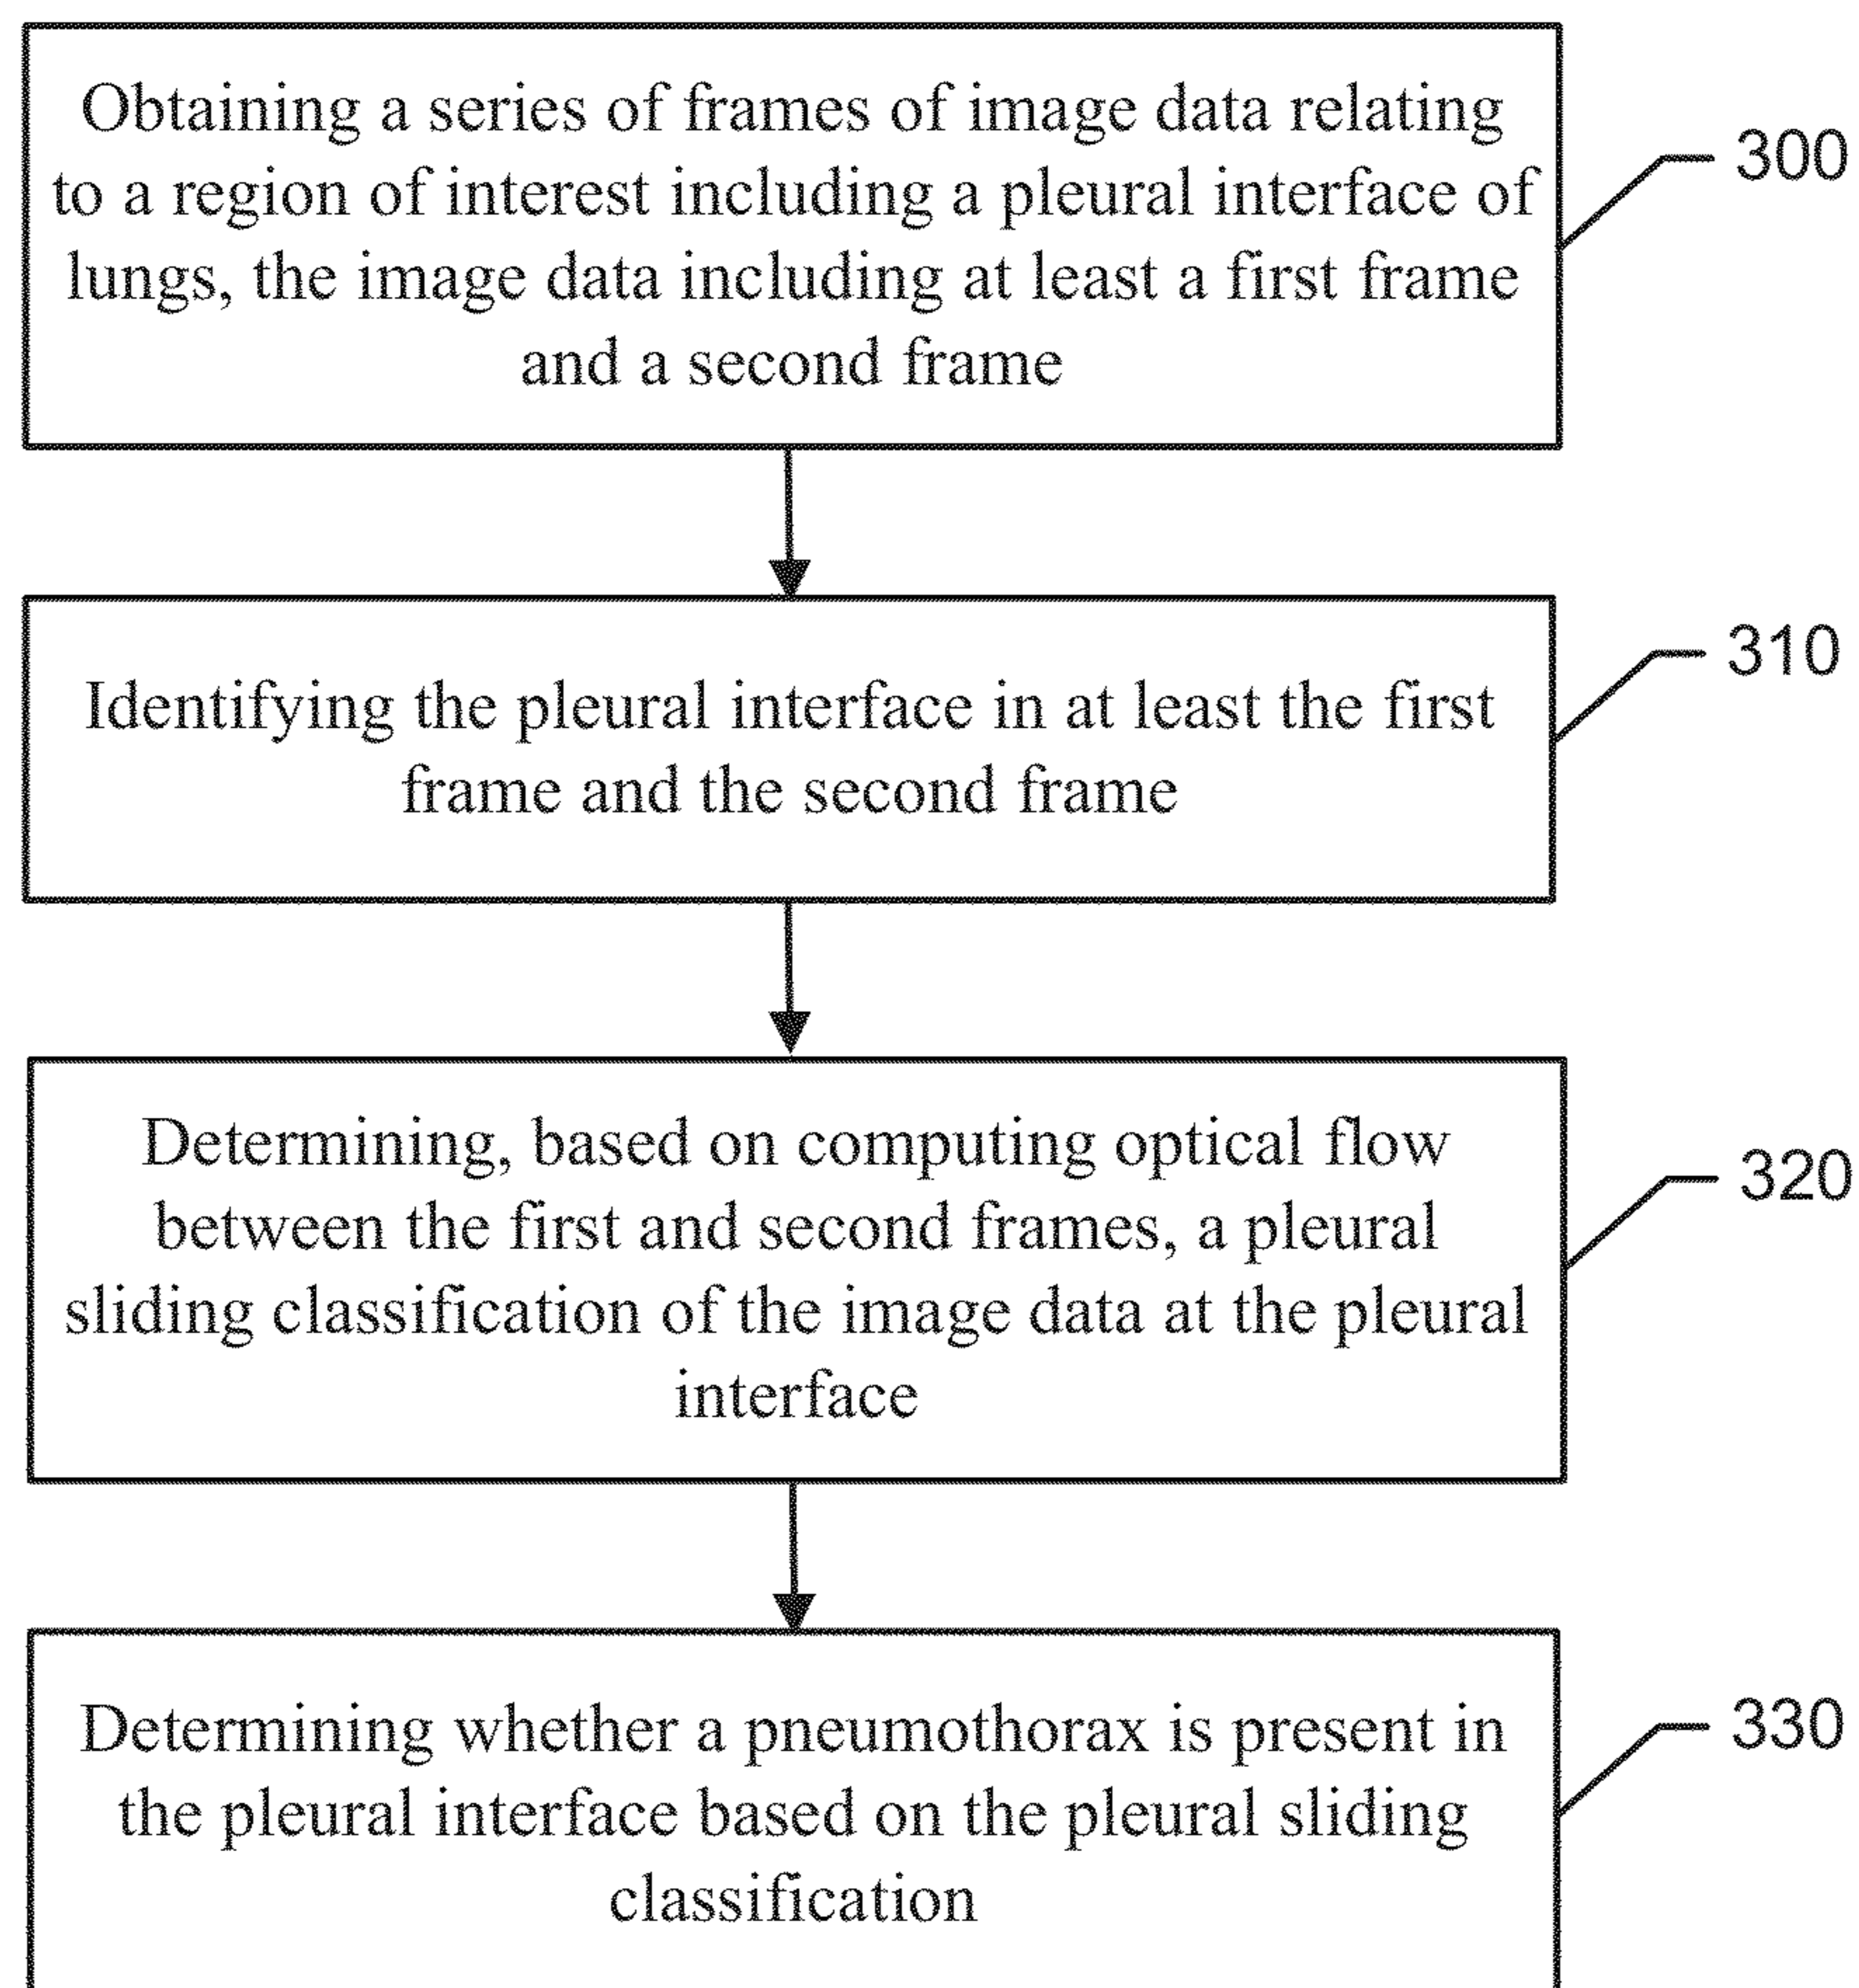 Obtaining a series of frames of image data relating
to a region of interest including a pleural interface of
lungs, the image data including at least a first frame
and a second frame
300
Identifying the pleural interface in at least the first
frame and the second frame
310
Determining, based on computing optical flow
between the first and second frames, a pleural
sliding classification of the image data at the pleural
interface
320
Determining whether a pneumothorax is present in
the pleural interface based on the pleural sliding
classification
330